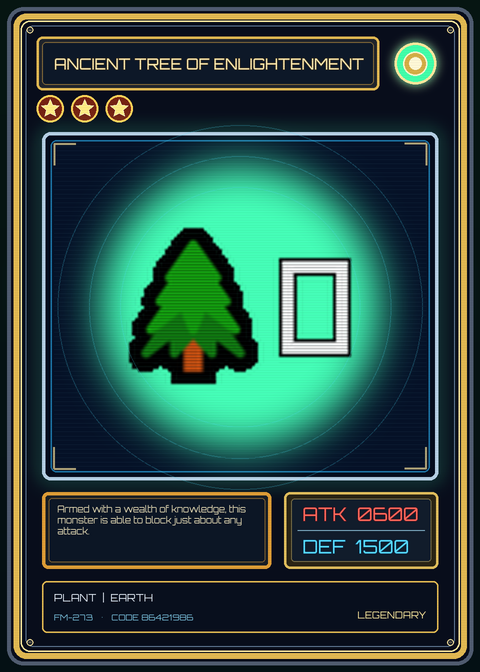 ANCIENT TREE OF ENLIGHTENMENT
Armed with a wealth of knowledge, this
monster is able to block just about any
attack.
ATK 0600
DEF 1500
PLANT | EARTH
FM-273 · CODE 86421986
LEGENDARY